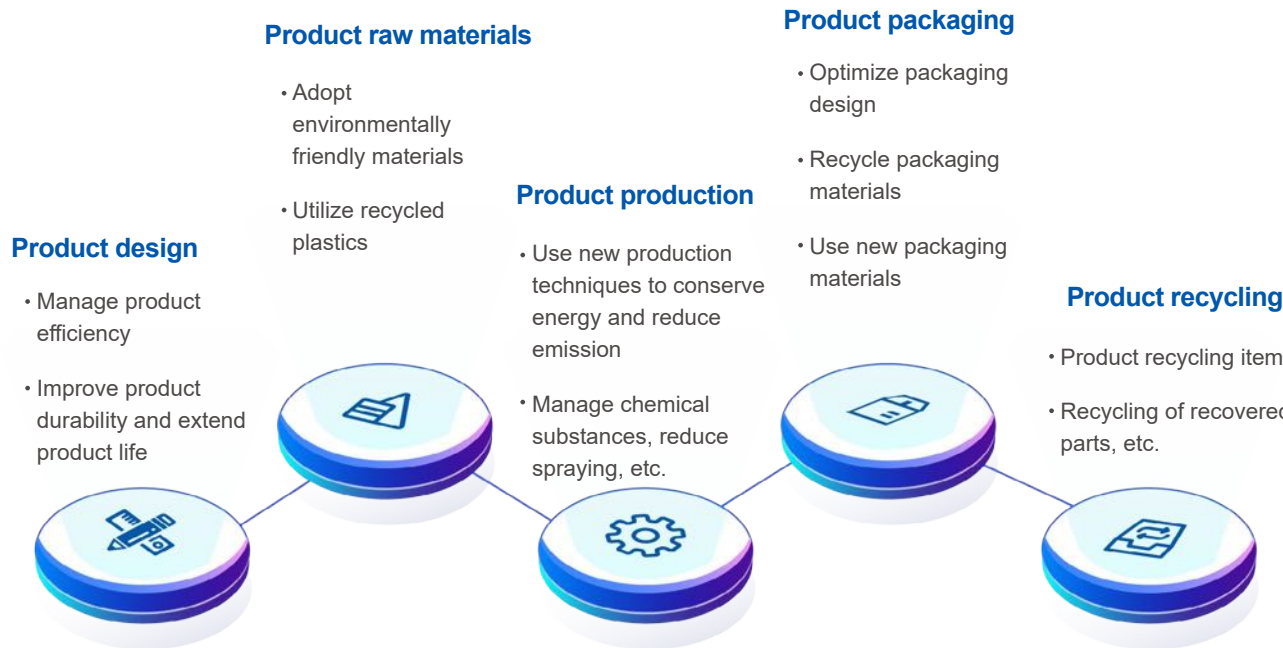 Product design
• Manage product
efficiency
• Improve product
durability and extend
product life
Product raw materials
• Adopt
environmentally
friendly materials
• Utilize recycled
plastics
Product production
• Use new production
techniques to conserve
energy and reduce
emission
• Manage chemical
substances, reduce
spraying, etc.
Product packaging
• Optimize packaging
design
• Recycle packaging
materials
• Use new packaging
materials
Product recycling
• Product recycling item
• Recycling of recovered
parts, etc.